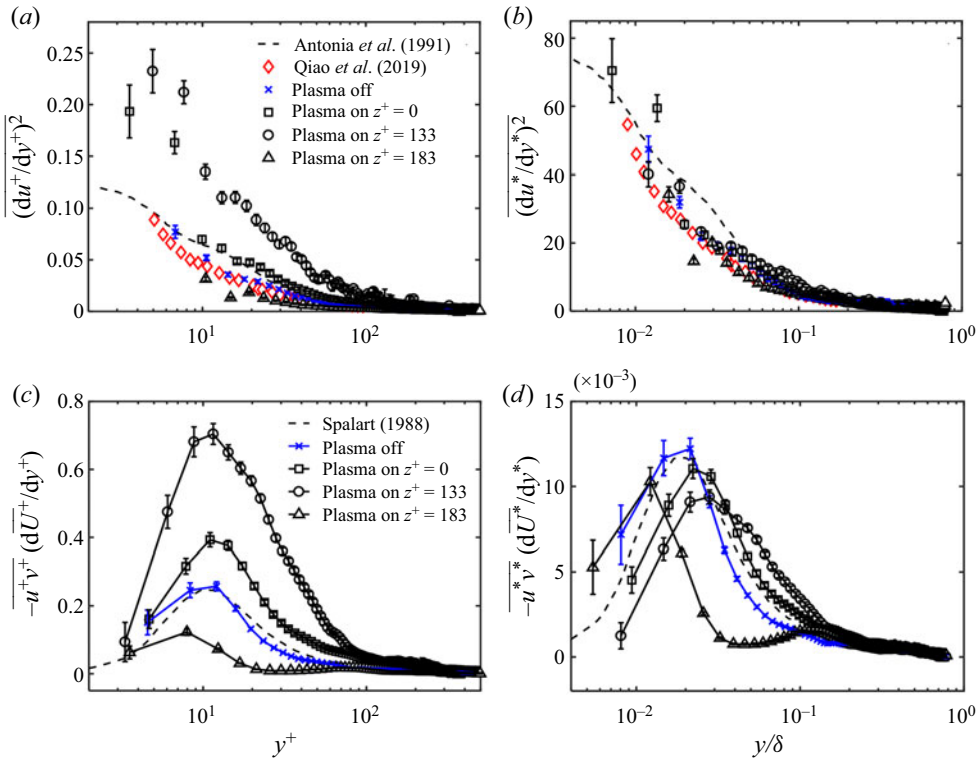 (a)
0.25
0.20
0.15
0.10
0.05
0
(du⁺/dy⁺)²
Antonia et al. (1991)
Qiao et al. (2019)
Plasma off
Plasma on z⁺ = 0
Plasma on z⁺ = 133
Plasma on z⁺ = 183
10¹
10²
(b)
80
60
40
20
0
(du*/dy*)²
10⁻²
10⁻¹
10⁰
(c)
0.8
0.6
0.4
0.2
0
−u⁺v⁺ (dU⁺/dy⁺)
Spalart (1988)
Plasma off
Plasma on z⁺ = 0
Plasma on z⁺ = 133
Plasma on z⁺ = 183
10¹
10²
y⁺
(×10⁻³)
(d)
15
10
5
0
−u*v* (dU*/dy*)
10⁻²
10⁻¹
10⁰
y/δ